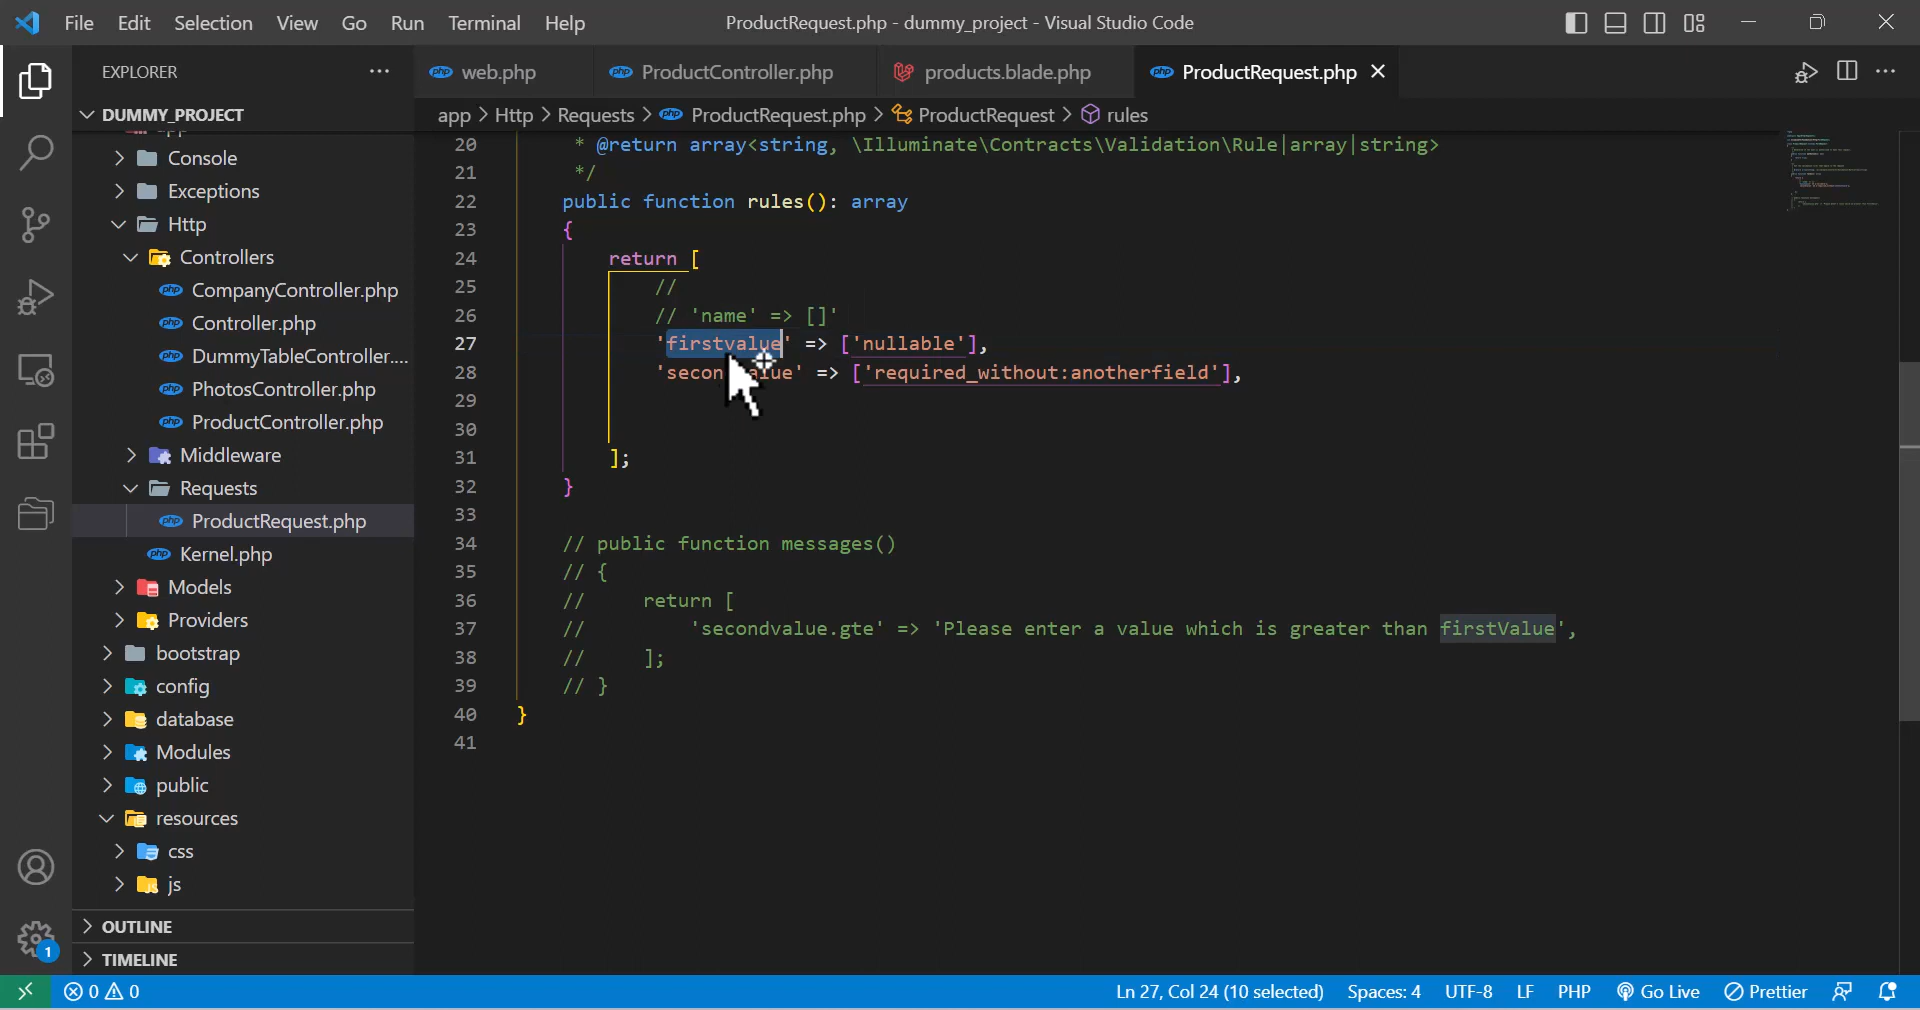 File Edit Selection View Go Run Terminal Help ProductRequest.php - dummy_project - Visual Studio Code
EXPLORER
web.php ProductController.php products.blade.php ProductRequest.php
DUMMY_PROJECT
app > Http > Requests > ProductRequest.php > ProductRequest > rules
Console
Exceptions
Http
Controllers
CompanyController.php
Controller.php
DummyTableController....
PhotosController.php
ProductController.php
Middleware
Requests
ProductRequest.php
Kernel.php
Models
Providers
bootstrap
config
database
Modules
public
resources
css
js
OUTLINE
TIMELINE
20 * @return array<string, \Illuminate\Contracts\Validation\Rule|array|string>
21 */
22 public function rules(): array
23 {
24 return [
25 //
26 // 'name' => []'
27 'firstvalue' => ['nullable'],
28 'secon alue' => ['required_without:anotherfield'],
29
30
31 ];
32 }
33
34 // public function messages()
35 // {
36 // return [
37 // 'secondvalue.gte' => 'Please enter a value which is greater than firstValue',
38 // ];
39 // }
40 }
41
1
0 0 Ln 27, Col 24 (10 selected) Spaces: 4 UTF-8 LF PHP Go Live Prettier